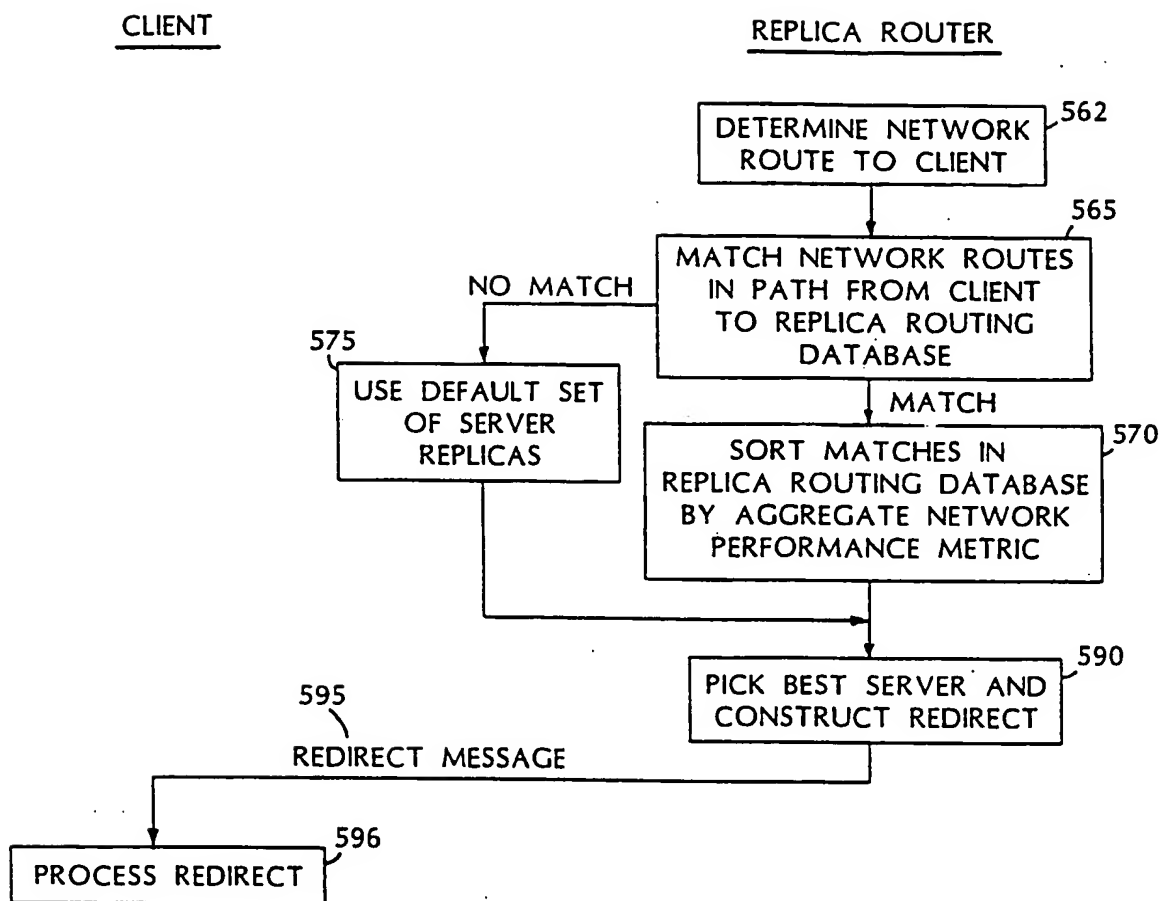 CLIENT
REPLICA ROUTER
562
DETERMINE NETWORK
ROUTE TO CLIENT
565
MATCH NETWORK ROUTES
IN PATH FROM CLIENT
TO REPLICA ROUTING
DATABASE
NO MATCH
575
USE DEFAULT SET
OF SERVER
REPLICAS
MATCH
570
SORT MATCHES IN
REPLICA ROUTING DATABASE
BY AGGREGATE NETWORK
PERFORMANCE METRIC
590
PICK BEST SERVER AND
CONSTRUCT REDIRECT
595
REDIRECT MESSAGE
596
PROCESS REDIRECT